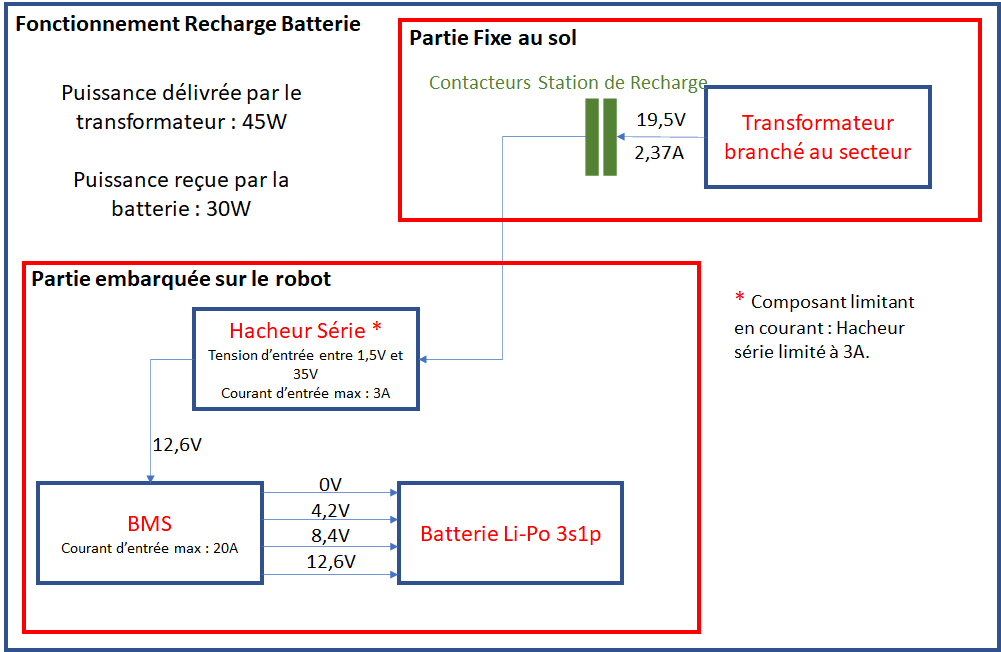 Fonctionnement Recharge Batterie
Puissance délivrée par le
transformateur : 45W
Puissance reçue par la
batterie : 30W
Partie Fixe au sol
Contacteurs Station de Recharge
19,5V
2,37A
Transformateur
branché au secteur
Partie embarquée sur le robot
Hacheur Série *
Tension d’entrée entre 1,5V et
35V
Courant d’entrée max : 3A
* Composant limitant
en courant : Hacheur
série limité à 3A.
12,6V
BMS
Courant d’entrée max : 20A
0V
4,2V
8,4V
12,6V
Batterie Li-Po 3s1p